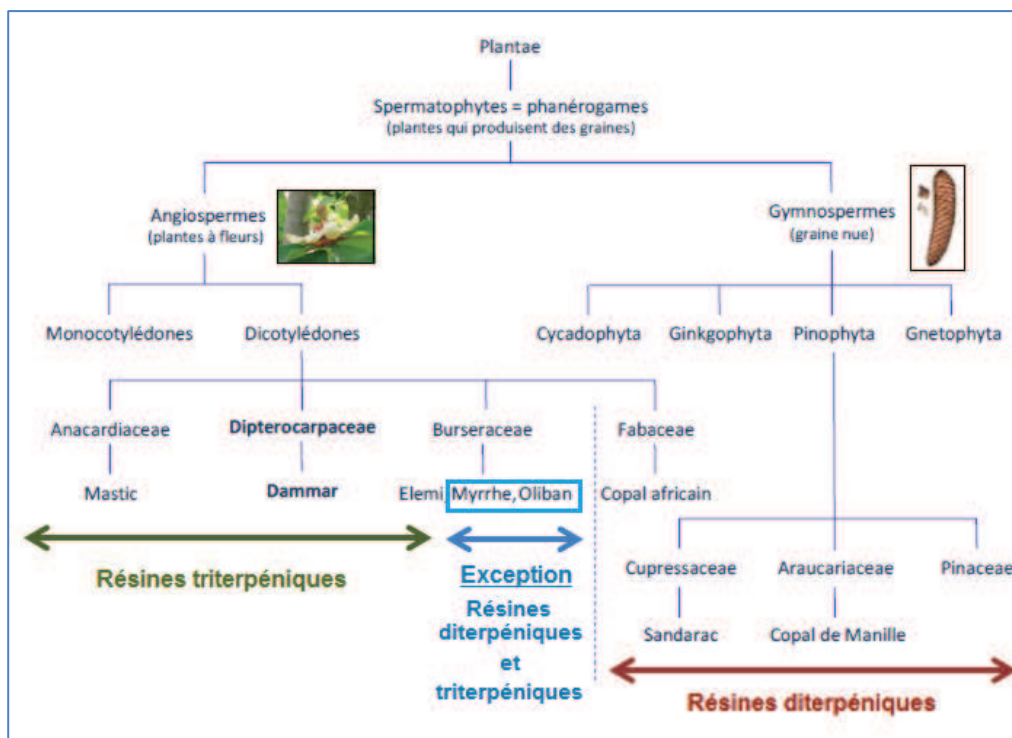 Plantae
Spermatophytes = phanérogames
(plantes qui produisent des graines)
Angiospermes
(plantes à fleurs)
Gymnospermes
(graine nue)
Monocotylédones
Dicotylédones
Cycadophyta
Ginkgophyta
Pinophyta
Gnetophyta
Anacardiaceae
Dipterocarpaceae
Burseraceae
Fabaceae
Mastic
Dammar
Elemi, Myrrhe, Oliban
Copal africain
Résines triterpéniques
Exception
Résines
diterpéniques
et
triterpéniques
Cupressaceae
Araucariaceae
Pinaceae
Sandarac
Copal de Manille
Résines diterpéniques